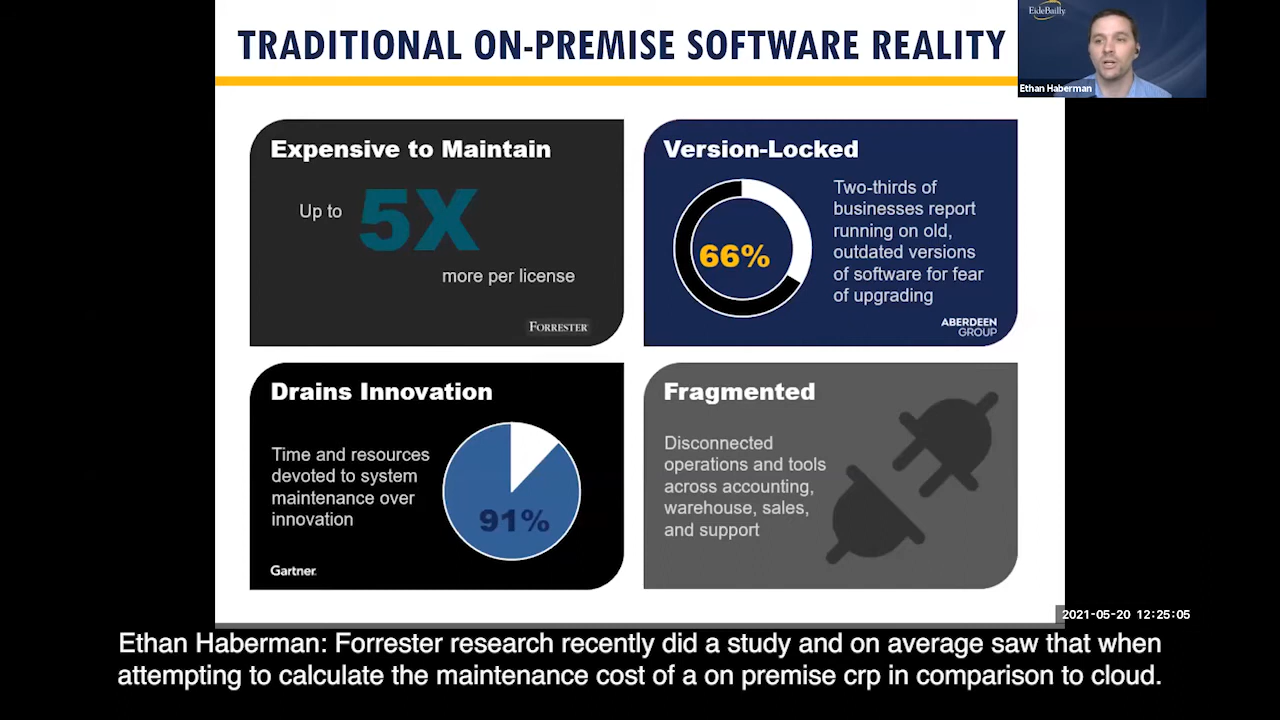 TRADITIONAL ON-PREMISE SOFTWARE REALITY
EideBailly
Ethan Haberman
Expensive to Maintain
Up to
5X
more per license
FORRESTER
Version-Locked
66%
Two-thirds of
businesses report
running on old,
outdated versions
of software for fear
of upgrading
ABERDEEN
GROUP
Drains Innovation
Time and resources
devoted to system
maintenance over
innovation
91%
Gartner
Fragmented
Disconnected
operations and tools
across accounting,
warehouse, sales,
and support
2021-05-20 12:25:05
Ethan Haberman: Forrester research recently did a study and on average saw that when
attempting to calculate the maintenance cost of a on premise crp in comparison to cloud.